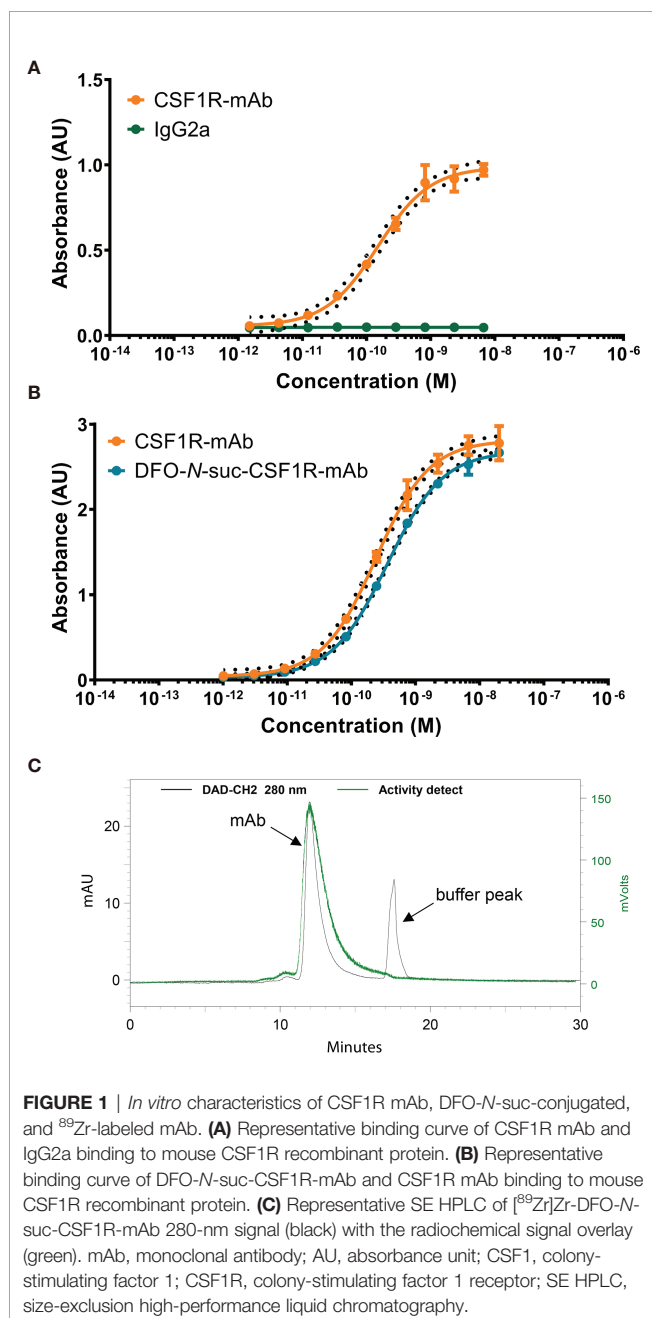 A
1.5
1.0
0.5
0.0
Absorbance (AU)
CSF1R-mAb
IgG2a
10⁻¹⁴ 10⁻¹³ 10⁻¹² 10⁻¹¹ 10⁻¹⁰ 10⁻⁹ 10⁻⁸ 10⁻⁷ 10⁻⁶
Concentration (M)
B
3
2
1
0
Absorbance (AU)
CSF1R-mAb
DFO-N-suc-CSF1R-mAb
10⁻¹⁴ 10⁻¹³ 10⁻¹² 10⁻¹¹ 10⁻¹⁰ 10⁻⁹ 10⁻⁸ 10⁻⁷ 10⁻⁶
Concentration (M)
C
DAD-CH2 280 nm Activity detect
mAb
buffer peak
20
10
0
mAU
150
100
50
0
mVolts
0 10 20 30
Minutes
FIGURE 1 | In vitro characteristics of CSF1R mAb, DFO-N-suc-conjugated,
and ⁸⁹Zr-labeled mAb. (A) Representative binding curve of CSF1R mAb and
IgG2a binding to mouse CSF1R recombinant protein. (B) Representative
binding curve of DFO-N-suc-CSF1R-mAb and CSF1R mAb binding to mouse
CSF1R recombinant protein. (C) Representative SE HPLC of [⁸⁹Zr]Zr-DFO-N-
suc-CSF1R-mAb 280-nm signal (black) with the radiochemical signal overlay
(green). mAb, monoclonal antibody; AU, absorbance unit; CSF1, colony-
stimulating factor 1; CSF1R, colony-stimulating factor 1 receptor; SE HPLC,
size-exclusion high-performance liquid chromatography.